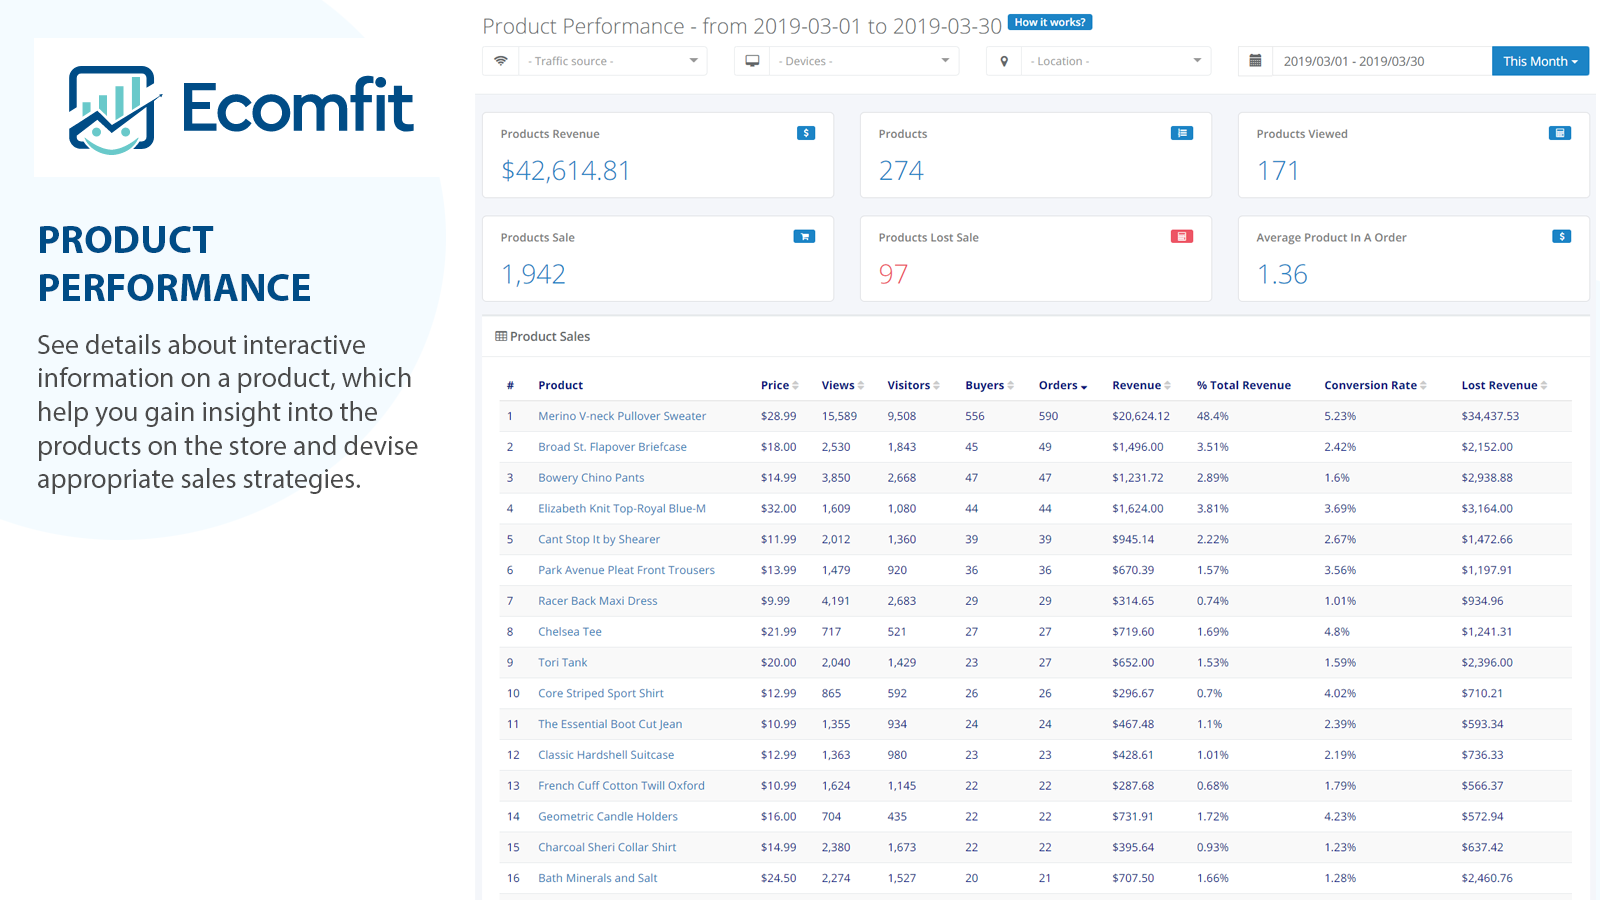 Ecomfit
PRODUCT
PERFORMANCE
See details about interactive
information on a product, which
help you gain insight into the
products on the store and devise
appropriate sales strategies.
Product Performance - from 2019-03-01 to 2019-03-30 How it works?
- Traffic source - - Devices - - Location - 2019/03/01 - 2019/03/30 This Month
Products Revenue Products Products Viewed
$42,614.81 274 171
Products Sale Products Lost Sale Average Product In A Order
1,942 97 1.36
Product Sales
# Product Price Views Visitors Buyers Orders Revenue % Total Revenue Conversion Rate Lost Revenue
1 Merino V-neck Pullover Sweater $28.99 15,589 9,508 556 590 $20,624.12 48.4% 5.23% $34,437.53
2 Broad St. Flapover Briefcase $18.00 2,530 1,843 45 49 $1,496.00 3.51% 2.42% $2,152.00
3 Bowery Chino Pants $14.99 3,850 2,668 47 47 $1,231.72 2.89% 1.6% $2,938.88
4 Elizabeth Knit Top-Royal Blue-M $32.00 1,609 1,080 44 44 $1,624.00 3.81% 3.69% $3,164.00
5 Cant Stop It by Shearer $11.99 2,012 1,360 39 39 $945.14 2.22% 2.67% $1,472.66
6 Park Avenue Pleat Front Trousers $13.99 1,479 920 36 36 $670.39 1.57% 3.56% $1,197.91
7 Racer Back Maxi Dress $9.99 4,191 2,683 29 29 $314.65 0.74% 1.01% $934.96
8 Chelsea Tee $21.99 717 521 27 27 $719.60 1.69% 4.8% $1,241.31
9 Tori Tank $20.00 2,040 1,429 23 27 $652.00 1.53% 1.59% $2,396.00
10 Core Striped Sport Shirt $12.99 865 592 26 26 $296.67 0.7% 4.02% $710.21
11 The Essential Boot Cut Jean $10.99 1,355 934 24 24 $467.48 1.1% 2.39% $593.34
12 Classic Hardshell Suitcase $12.99 1,363 980 23 23 $428.61 1.01% 2.19% $736.33
13 French Cuff Cotton Twill Oxford $10.99 1,624 1,145 22 22 $287.68 0.68% 1.79% $566.37
14 Geometric Candle Holders $16.00 704 435 22 22 $731.91 1.72% 4.23% $572.94
15 Charcoal Sheri Collar Shirt $14.99 2,380 1,673 22 22 $395.64 0.93% 1.23% $637.42
16 Bath Minerals and Salt $24.50 2,274 1,527 20 21 $707.50 1.66% 1.28% $2,460.76